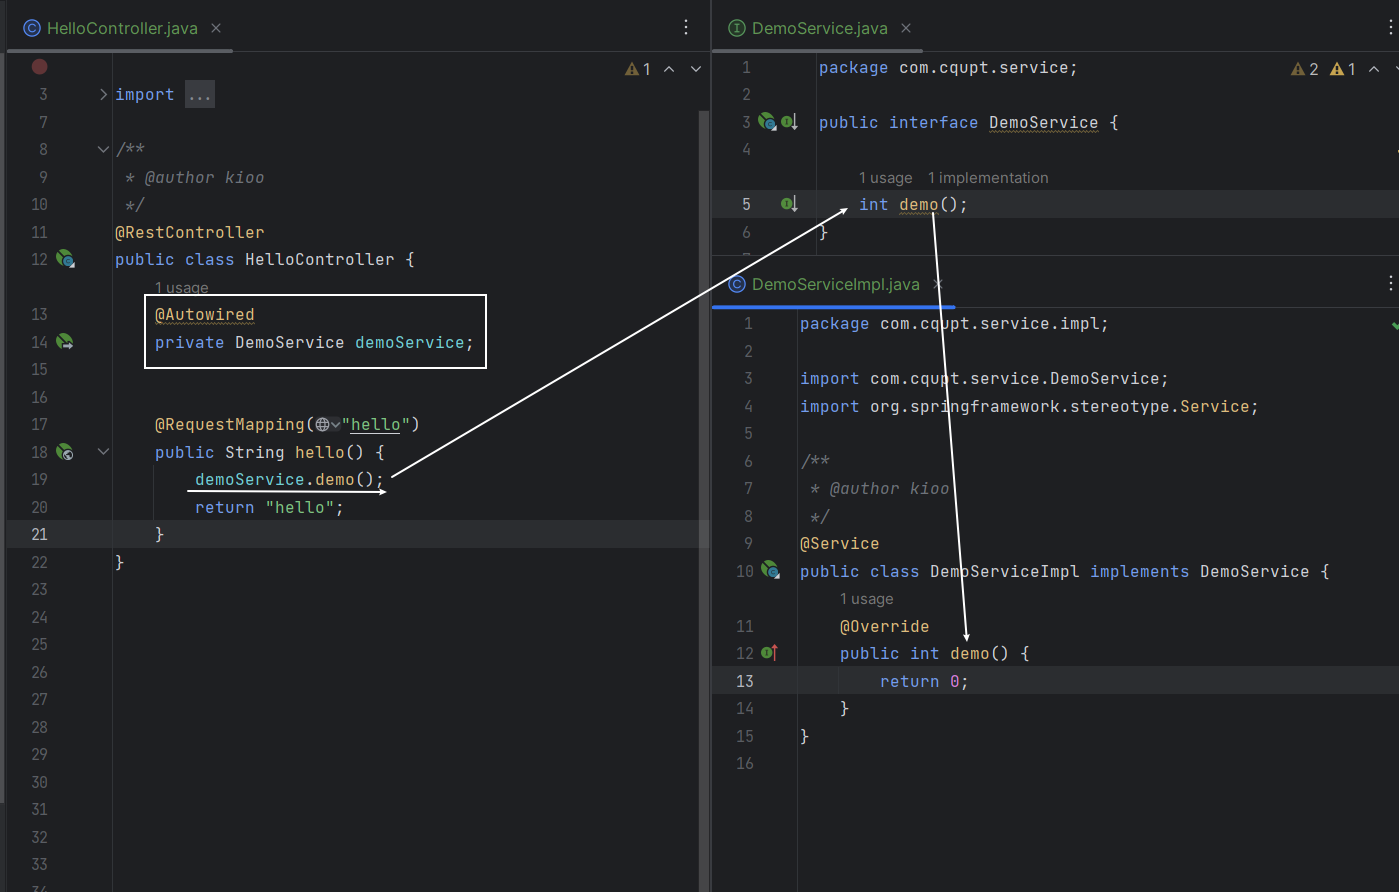 HelloController.java
1
3 import ...
7
8 /**
9 * @author kioo
10 */
11 @RestController
12 public class HelloController {
1 usage
13 @Autowired
14 private DemoService demoService;
15
16
17 @RequestMapping("hello")
18 public String hello() {
19 demoService.demo();
20 return "hello";
21 }
22 }
23
24
25
26
27
28
29
30
31
32
33
34
DemoService.java
2 1
1 package com.cqupt.service;
2
3 public interface DemoService {
4
1 usage 1 implementation
5 int demo();
6 }
DemoServiceImpl.java
1 package com.cqupt.service.impl;
2
3 import com.cqupt.service.DemoService;
4 import org.springframework.stereotype.Service;
5
6 /**
7 * @author kioo
8 */
9 @Service
10 public class DemoServiceImpl implements DemoService {
1 usage
11 @Override
12 public int demo() {
13 return 0;
14 }
15 }
16